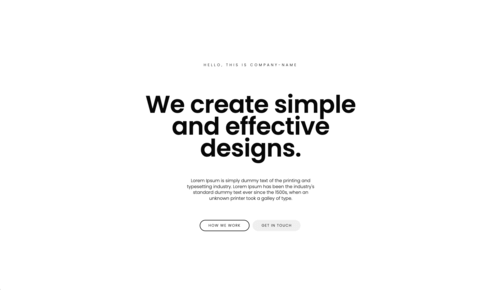 HELLO, THIS IS COMPANY-NAME
We create simple
and effective
designs.
Lorem Ipsum is simply dummy text of the printing and
typesetting industry. Lorem Ipsum has been the industry's
standard dummy text ever since the 1500s, when an
unknown printer took a galley of type.
HOW WE WORK
GET IN TOUCH